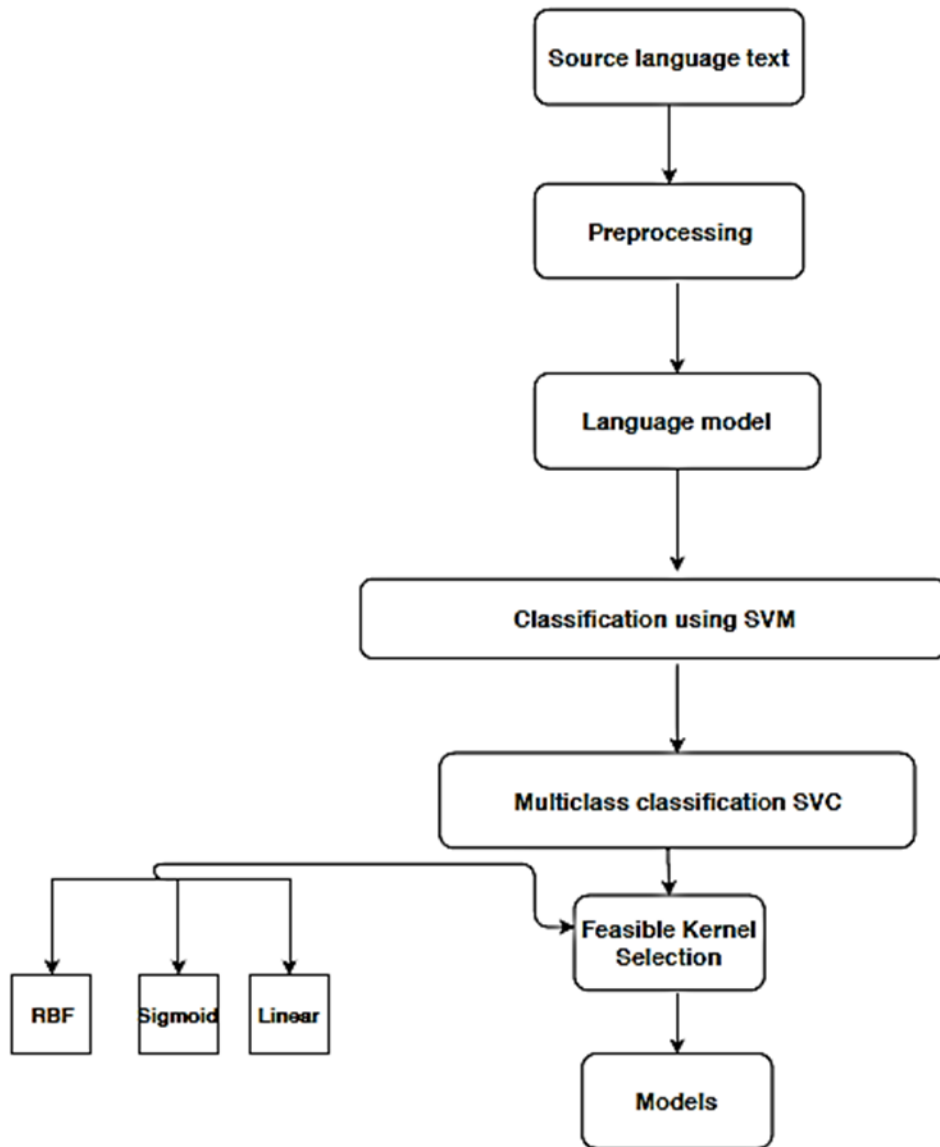 Source language text
Preprocessing
Language model
Classification using SVM
Multiclass classification SVC
Feasible Kernel
Selection
RBF
Sigmoid
Linear
Models